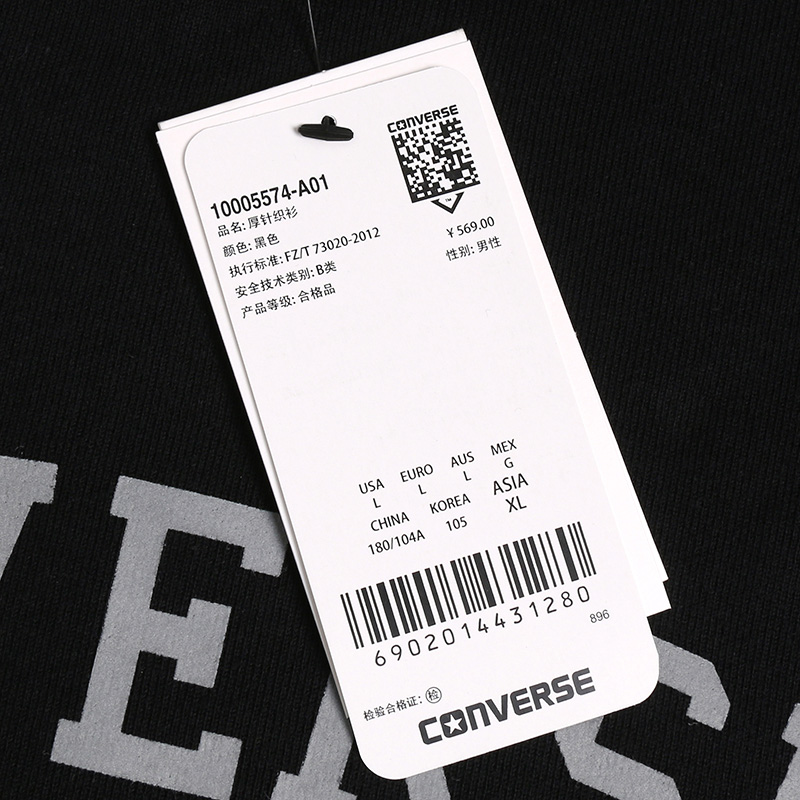 CONVERSE
™
10005574-A01
品名: 厚针织衫
颜色: 黑色
执行标准: FZ/T 73020-2012
安全技术类别: B类
产品等级: 合格品
¥ 569.00
性别: 男性
USA EURO AUS MEX
L L L G
CHINA KOREA ASIA
180/104A 105 XL
6902014431280
896
检验合格证: 检
CONVERSE
VERS